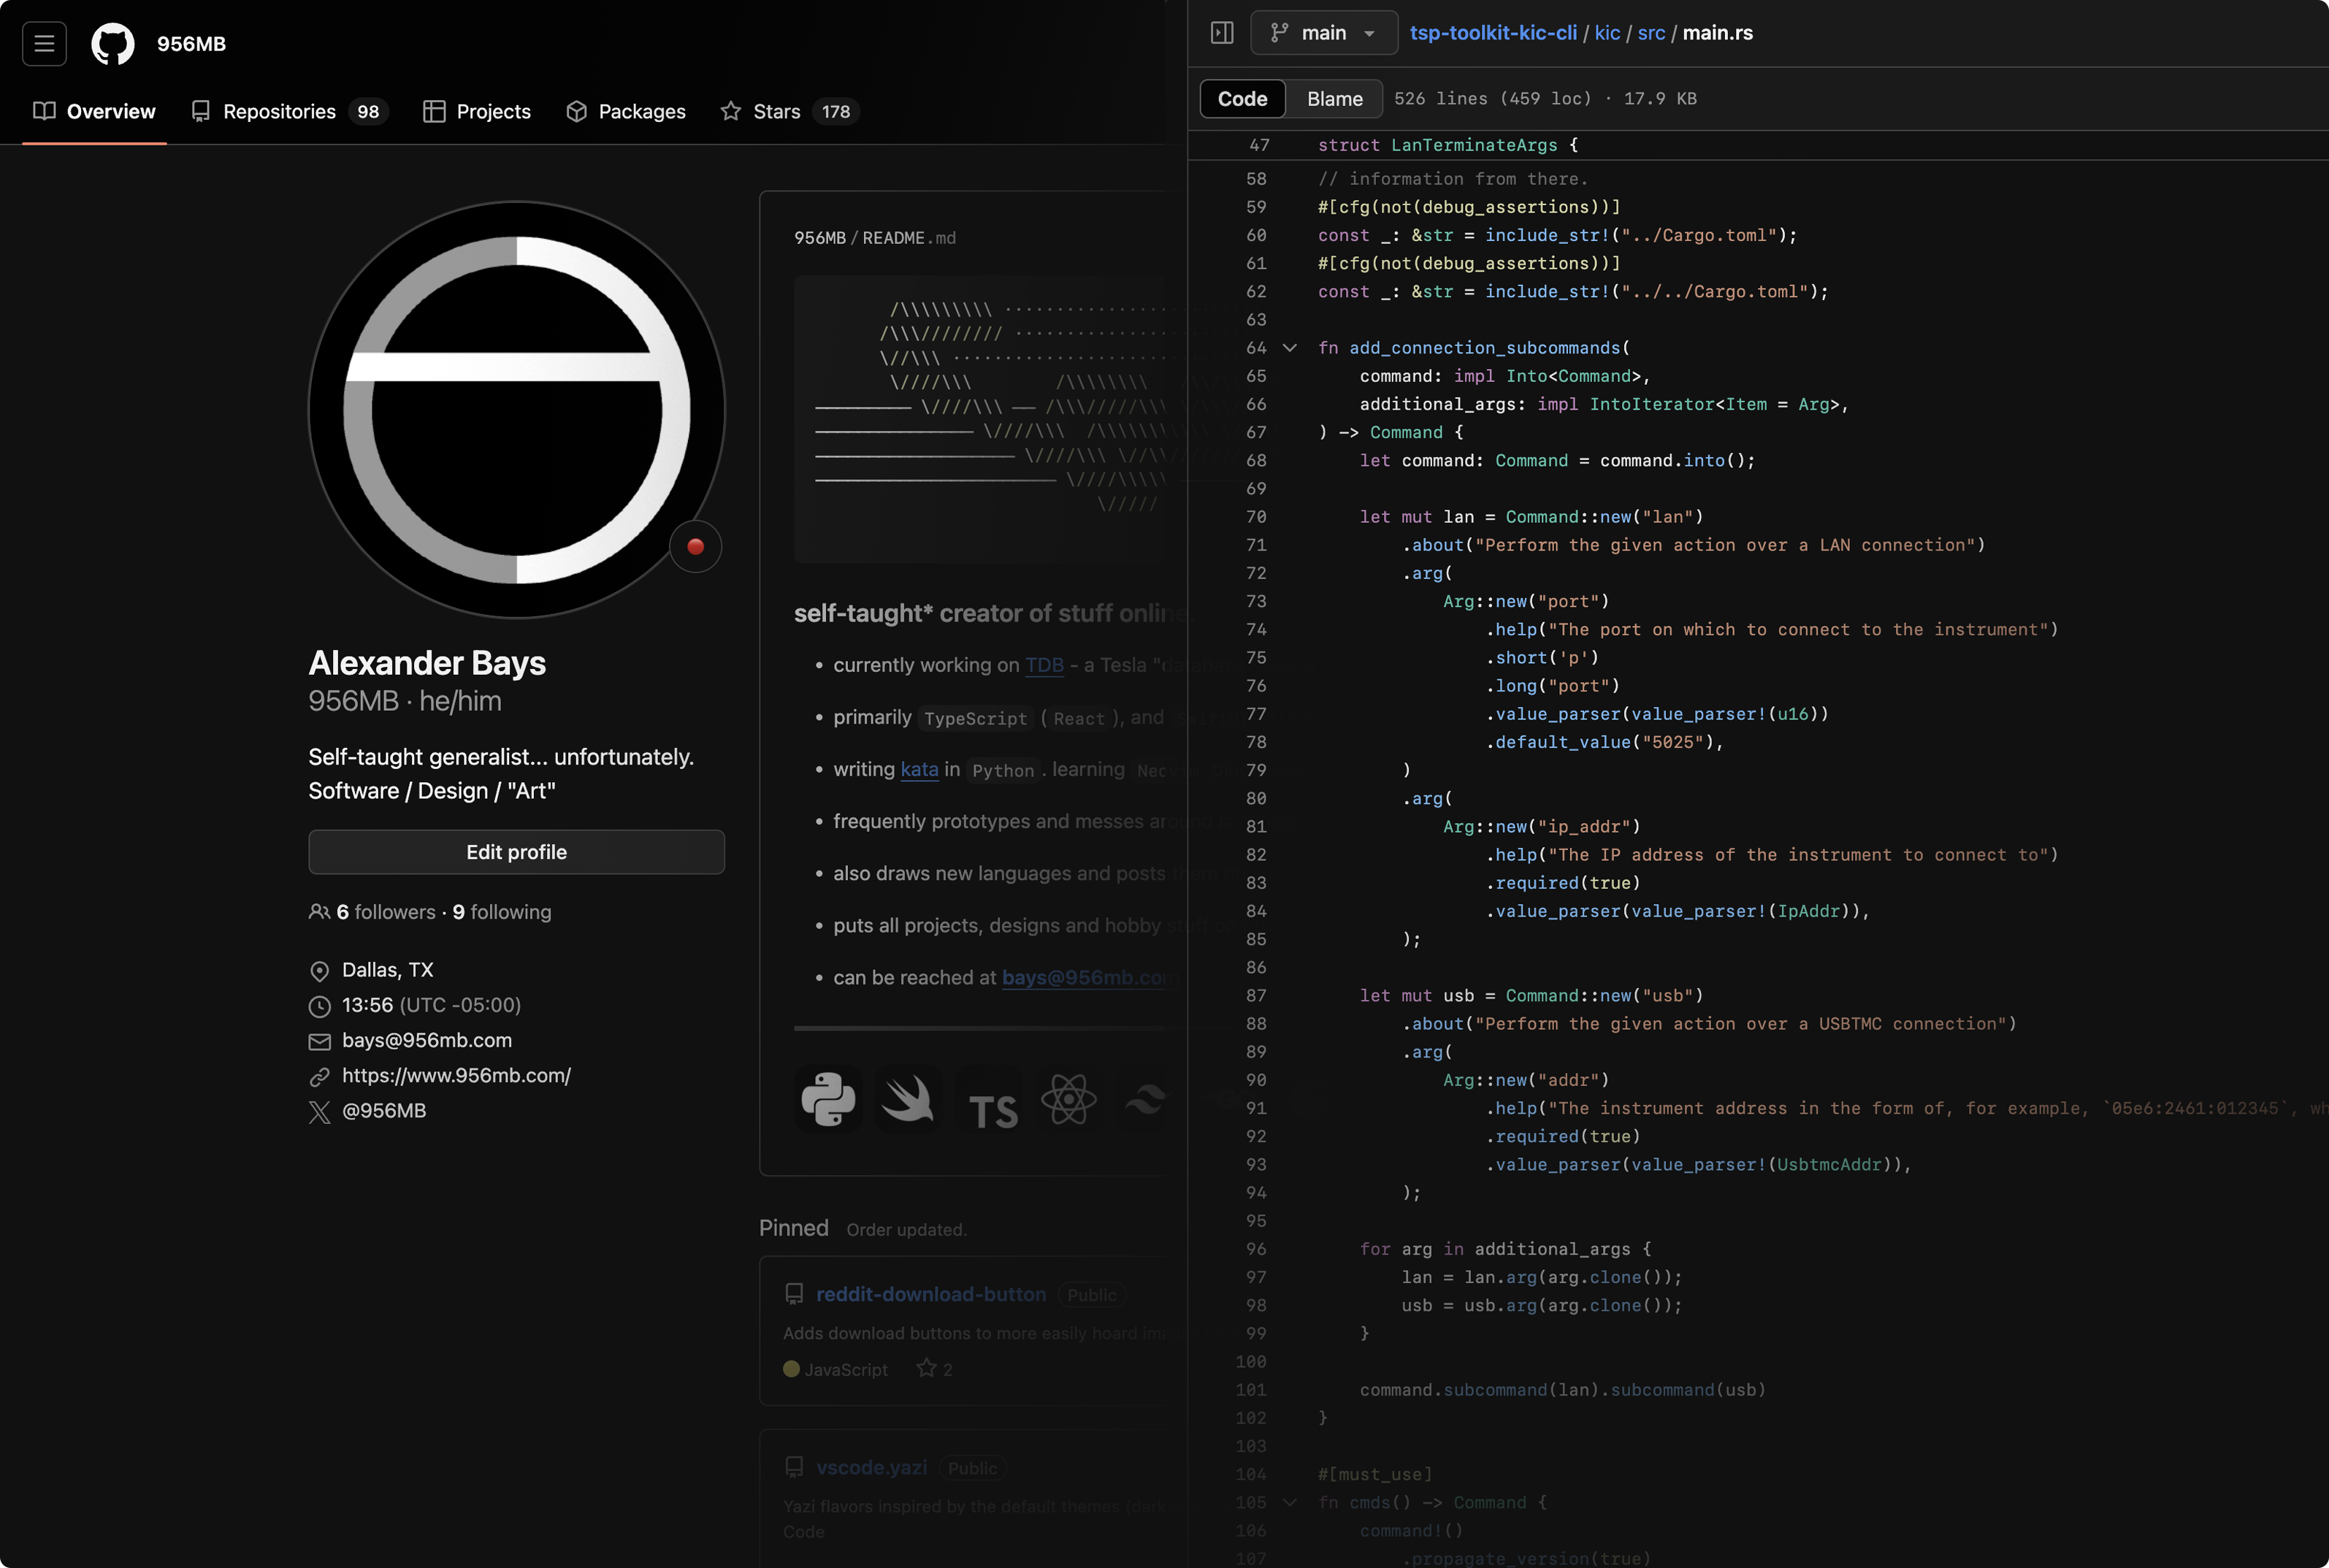 956MB
Overview
Repositories 98
Projects
Packages
Stars 178
Alexander Bays
956MB · he/him
Self-taught generalist... unfortunately.
Software / Design / "Art"
Edit profile
6 followers · 9 following
Dallas, TX
13:56 (UTC -05:00)
bays@956mb.com
https://www.956mb.com/
@956MB
956MB / README.md
self-taught* creator of stuff online.
currently working on TDB - a Tesla
primarily TypeScript ( React ), and
writing kata in Python . learning
frequently prototypes and messes around
also draws new languages and posts them
puts all projects, designs and hobby stuff
can be reached at bays@956mb.com
TS
Pinned Order updated.
reddit-download-button Public
Adds download buttons to more easily hoard
JavaScript 2
vscode.yazi Public
Yazi flavors inspired by the default themes (dark
Code
main
tsp-toolkit-kic-cli / kic / src / main.rs
Code Blame 526 lines (459 loc) · 17.9 KB
47 struct LanTerminateArgs {
58 // information from there.
59 #[cfg(not(debug_assertions))]
60 const _: &str = include_str!("../Cargo.toml");
61 #[cfg(not(debug_assertions))]
62 const _: &str = include_str!("../../Cargo.toml");
63
64 fn add_connection_subcommands(
65 command: impl Into<Command>,
66 additional_args: impl IntoIterator<Item = Arg>,
67 ) -> Command {
68 let command: Command = command.into();
69
70 let mut lan = Command::new("lan")
71 .about("Perform the given action over a LAN connection")
72 .arg(
73 Arg::new("port")
74 .help("The port on which to connect to the instrument")
75 .short('p')
76 .long("port")
77 .value_parser(value_parser!(u16))
78 .default_value("5025"),
79 )
80 .arg(
81 Arg::new("ip_addr")
82 .help("The IP address of the instrument to connect to")
83 .required(true)
84 .value_parser(value_parser!(IpAddr)),
85 );
86
87 let mut usb = Command::new("usb")
88 .about("Perform the given action over a USBTMC connection")
89 .arg(
90 Arg::new("addr")
91 .help("The instrument address in the form of, for example, `05e6:2461:012345`, wh
92 .required(true)
93 .value_parser(value_parser!(UsbtmcAddr)),
94 );
95
96 for arg in additional_args {
97 lan = lan.arg(arg.clone());
98 usb = usb.arg(arg.clone());
99 }
100
101 command.subcommand(lan).subcommand(usb)
102 }
103
104 #[must_use]
105 fn cmds() -> Command {
106 command!()
107 .propagate_version(true)